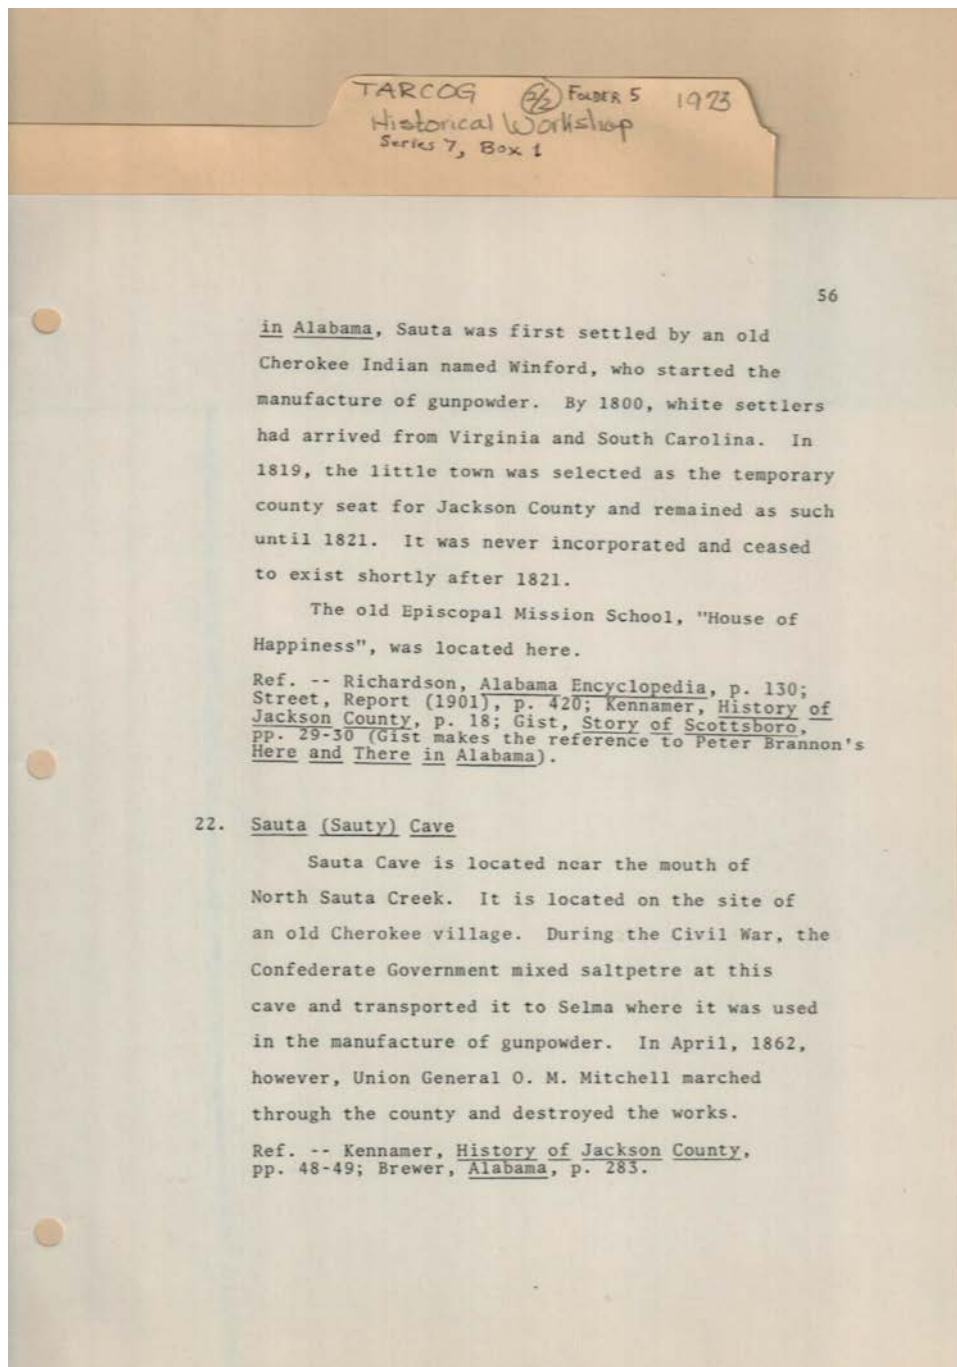 TARCOG 2/2 FOLDER 5 1973
Historical Workshop
Series 7, Box 1
56
in Alabama, Sauta was first settled by an old
Cherokee Indian named Winford, who started the
manufacture of gunpowder. By 1800, white settlers
had arrived from Virginia and South Carolina. In
1819, the little town was selected as the temporary
county seat for Jackson County and remained as such
until 1821. It was never incorporated and ceased
to exist shortly after 1821.
The old Episcopal Mission School, "House of
Happiness", was located here.
Ref. -- Richardson, Alabama Encyclopedia, p. 130;
Street, Report (1901), p. 420; Kennamer, History of
Jackson County, p. 18; Gist, Story of Scottsboro,
pp. 29-30 (Gist makes the reference to Peter Brannon's
Here and There in Alabama).
22. Sauta (Sauty) Cave
Sauta Cave is located near the mouth of
North Sauta Creek. It is located on the site of
an old Cherokee village. During the Civil War, the
Confederate Government mixed saltpetre at this
cave and transported it to Selma where it was used
in the manufacture of gunpowder. In April, 1862,
however, Union General O. M. Mitchell marched
through the county and destroyed the works.
Ref. -- Kennamer, History of Jackson County,
pp. 48-49; Brewer, Alabama, p. 283.